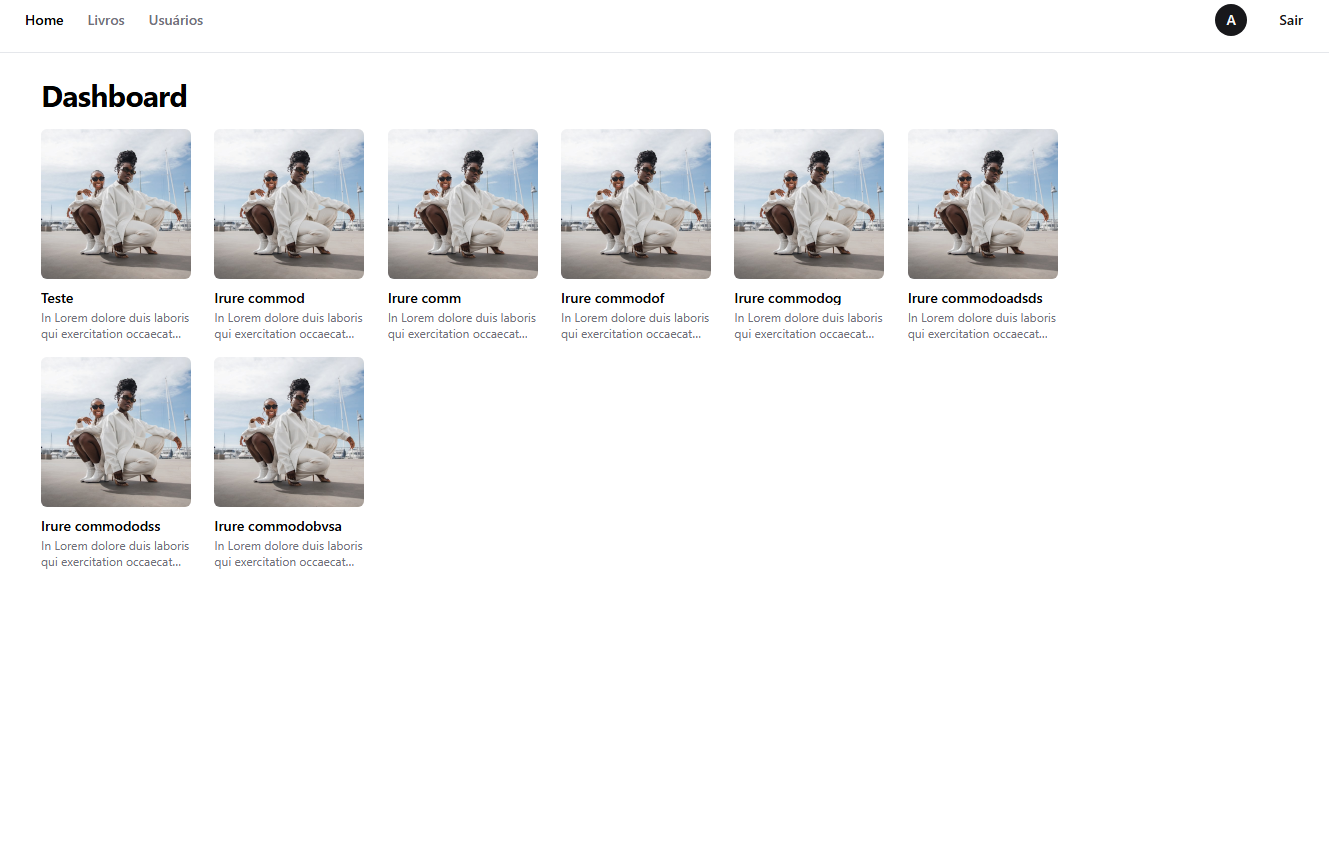 Home Livros Usuários A Sair
Dashboard
Teste
In Lorem dolore duis laboris
qui exercitation occaecat...
Irure commod
In Lorem dolore duis laboris
qui exercitation occaecat...
Irure comm
In Lorem dolore duis laboris
qui exercitation occaecat...
Irure commodof
In Lorem dolore duis laboris
qui exercitation occaecat...
Irure commodog
In Lorem dolore duis laboris
qui exercitation occaecat...
Irure commodoadsds
In Lorem dolore duis laboris
qui exercitation occaecat...
Irure commododss
In Lorem dolore duis laboris
qui exercitation occaecat...
Irure commodobvsa
In Lorem dolore duis laboris
qui exercitation occaecat...